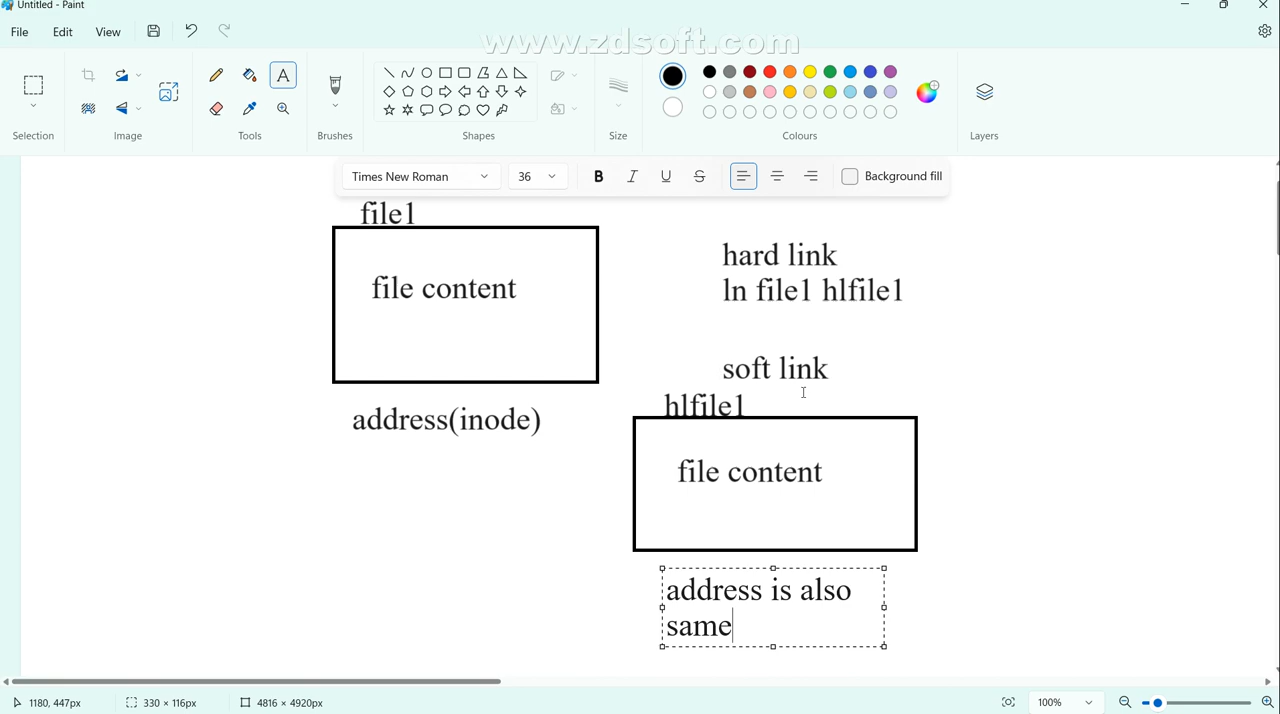 Untitled - Paint
File Edit View
www.zdsoft.com
Selection Image Tools Brushes Shapes Size Colours Layers
Times New Roman 36 B I U S Background fill
file1
file content
address(inode)
hard link
ln file1 hlfile1
soft link
hlfile1
file content
address is also
same
1180, 447px 330 × 116px 4816 × 4920px 100%